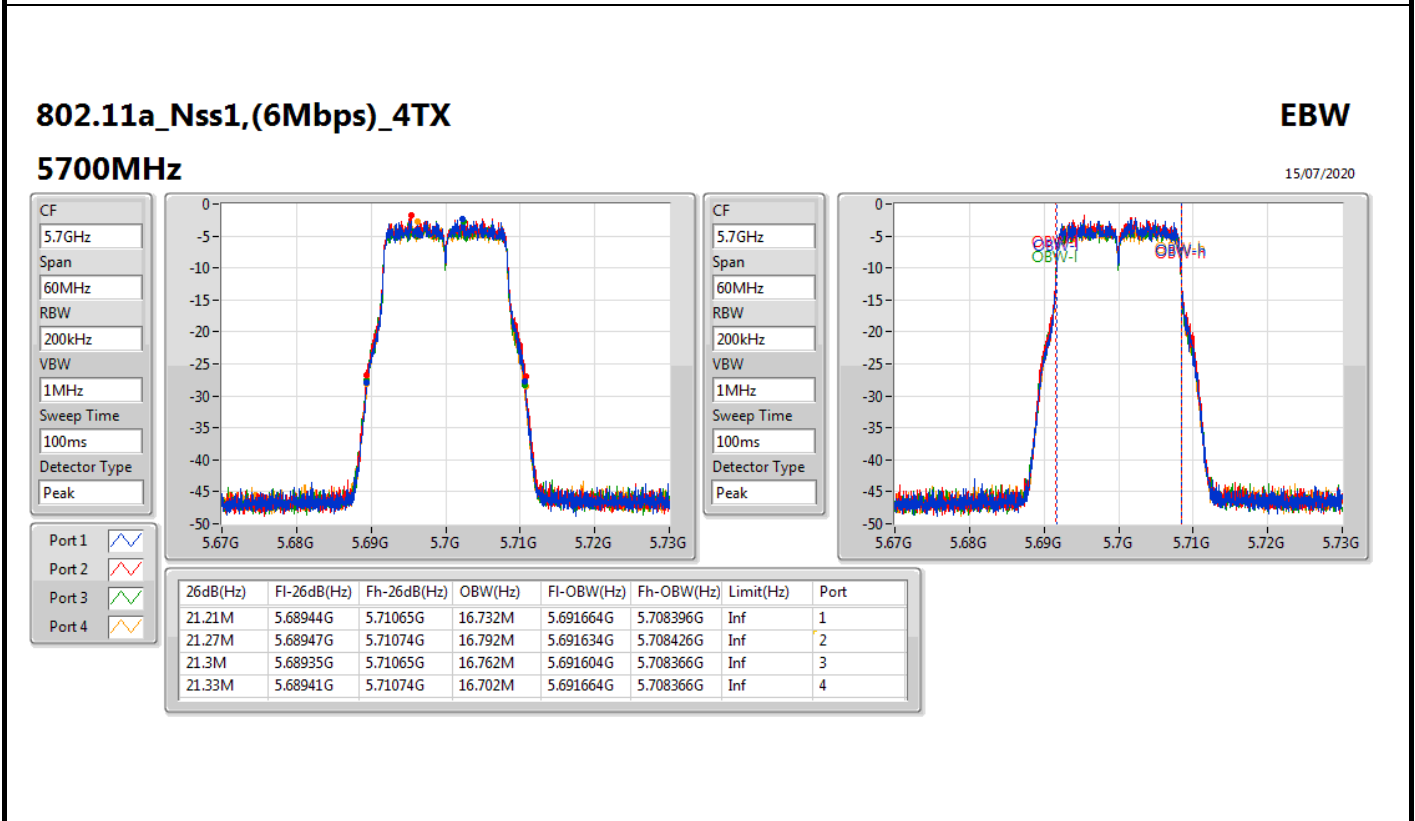 802.11a_Nss1,(6Mbps)_4TX EBW
5700MHz 15/07/2020
CF
5.7GHz
Span
60MHz
RBW
200kHz
VBW
1MHz
Sweep Time
100ms
Detector Type
Peak
0
-5
-10
-15
-20
-25
-30
-35
-40
-45
-50
5.67G 5.68G 5.69G 5.7G 5.71G 5.72G 5.73G
CF
5.7GHz
Span
60MHz
RBW
200kHz
VBW
1MHz
Sweep Time
100ms
Detector Type
Peak
0
-5
-10
-15
-20
-25
-30
-35
-40
-45
-50
OBW-l
OBW-l
OBW-h
5.67G 5.68G 5.69G 5.7G 5.71G 5.72G 5.73G
Port 1
Port 2
Port 3
Port 4
26dB(Hz) Fl-26dB(Hz) Fh-26dB(Hz) OBW(Hz) Fl-OBW(Hz) Fh-OBW(Hz) Limit(Hz) Port
21.21M 5.68944G 5.71065G 16.732M 5.691664G 5.708396G Inf 1
21.27M 5.68947G 5.71074G 16.792M 5.691634G 5.708426G Inf 2
21.3M 5.68935G 5.71065G 16.762M 5.691604G 5.708366G Inf 3
21.33M 5.68941G 5.71074G 16.702M 5.691664G 5.708366G Inf 4